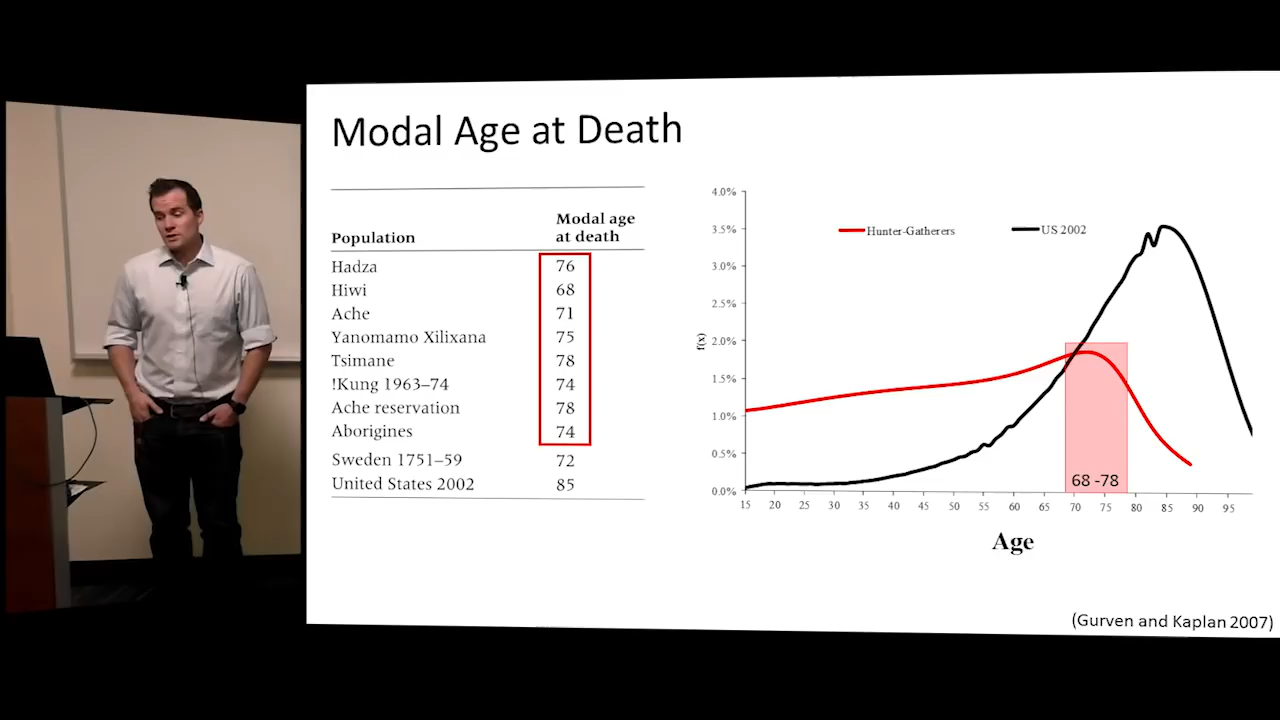 Modal Age at Death
Population Modal age at death
Hadza 76
Hiwi 68
Ache 71
Yanomamo Xilixana 75
Tsimane 78
!Kung 1963–74 74
Ache reservation 78
Aborigines 74
Sweden 1751–59 72
United States 2002 85
4.0%
3.5%
3.0%
2.5%
2.0%
1.5%
1.0%
0.5%
0.0%
f(x)
Hunter-Gatherers US 2002
68 -78
15 20 25 30 35 40 45 50 55 60 65 70 75 80 85 90 95
Age
(Gurven and Kaplan 2007)